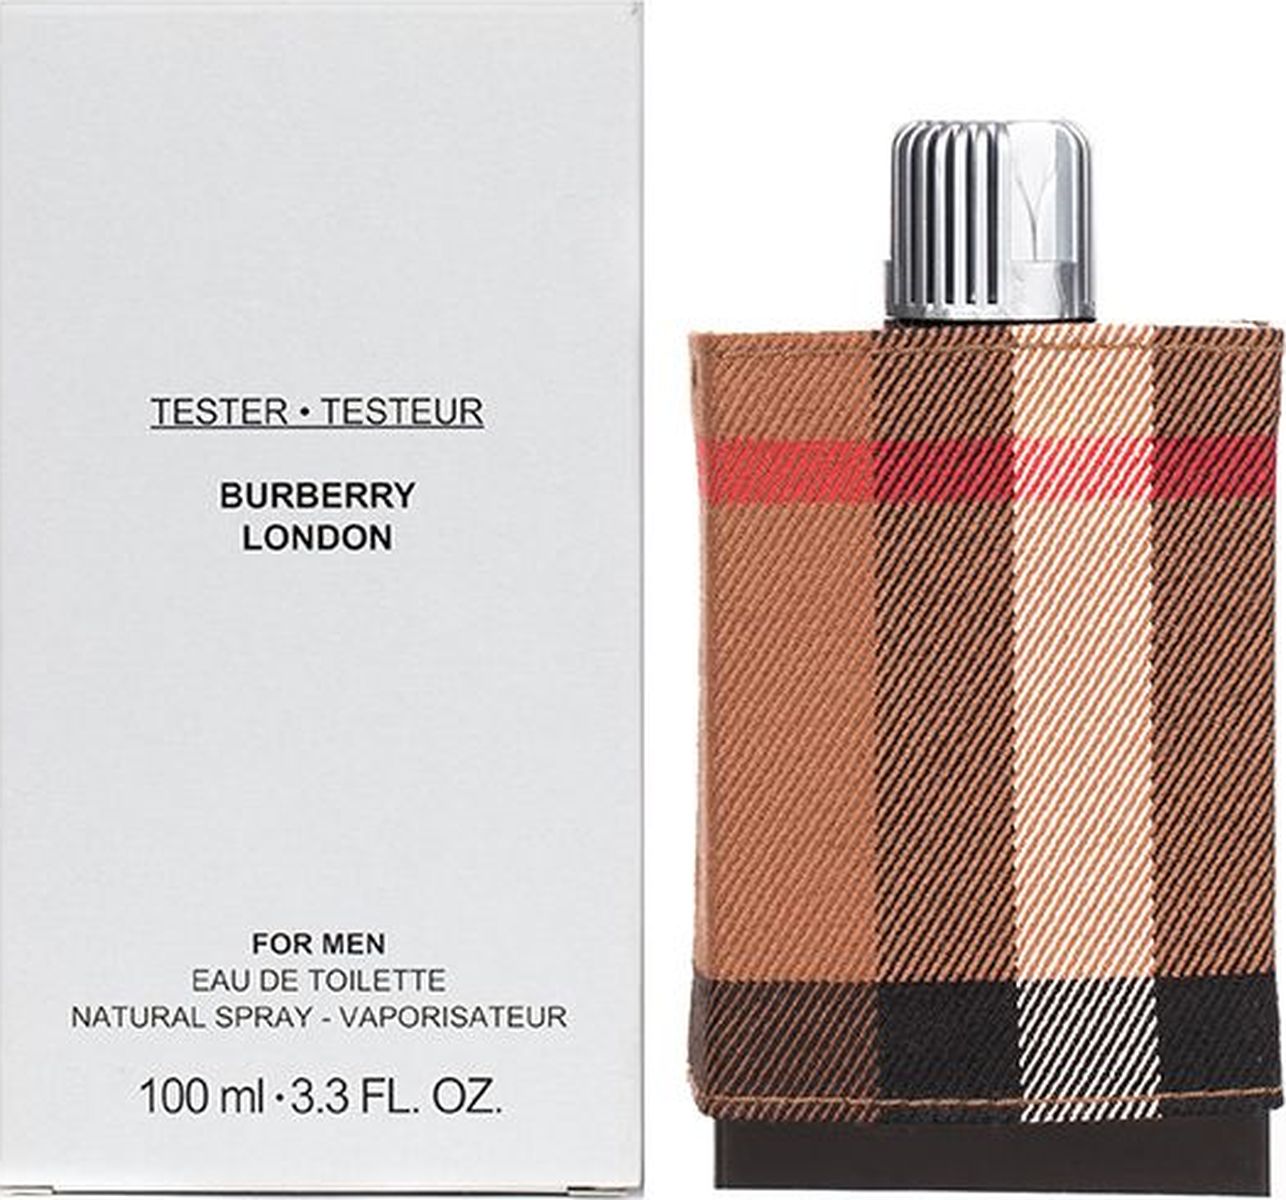 TESTER • TESTEUR
BURBERRY
LONDON
FOR MEN
EAU DE TOILETTE
NATURAL SPRAY - VAPORISATEUR
100 ml • 3.3 FL. OZ.